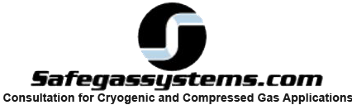 Safegassystems.com
Consultation for Cryogenic and Compressed Gas Applications